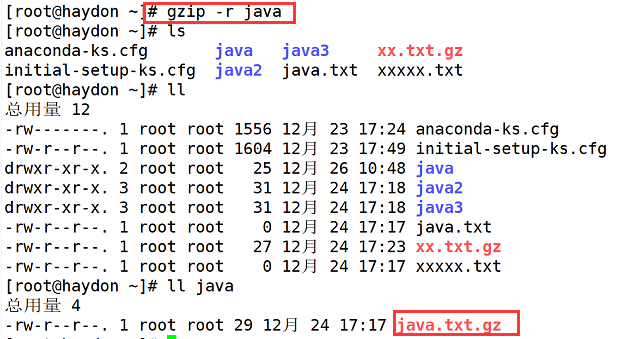 [root@haydon ~]# gzip -r java
[root@haydon ~]# ls
anaconda-ks.cfg java java3 xx.txt.gz
initial-setup-ks.cfg java2 java.txt xxxxx.txt
[root@haydon ~]# ll
总用量 12
-rw-------. 1 root root 1556 12月 23 17:24 anaconda-ks.cfg
-rw-r--r--. 1 root root 1604 12月 23 17:49 initial-setup-ks.cfg
drwxr-xr-x. 2 root root 25 12月 26 10:48 java
drwxr-xr-x. 3 root root 31 12月 24 17:18 java2
drwxr-xr-x. 3 root root 31 12月 24 17:18 java3
-rw-r--r--. 1 root root 0 12月 24 17:17 java.txt
-rw-r--r--. 1 root root 27 12月 24 17:23 xx.txt.gz
-rw-r--r--. 1 root root 0 12月 24 17:17 xxxxx.txt
[root@haydon ~]# ll java
总用量 4
-rw-r--r--. 1 root root 29 12月 24 17:17 java.txt.gz